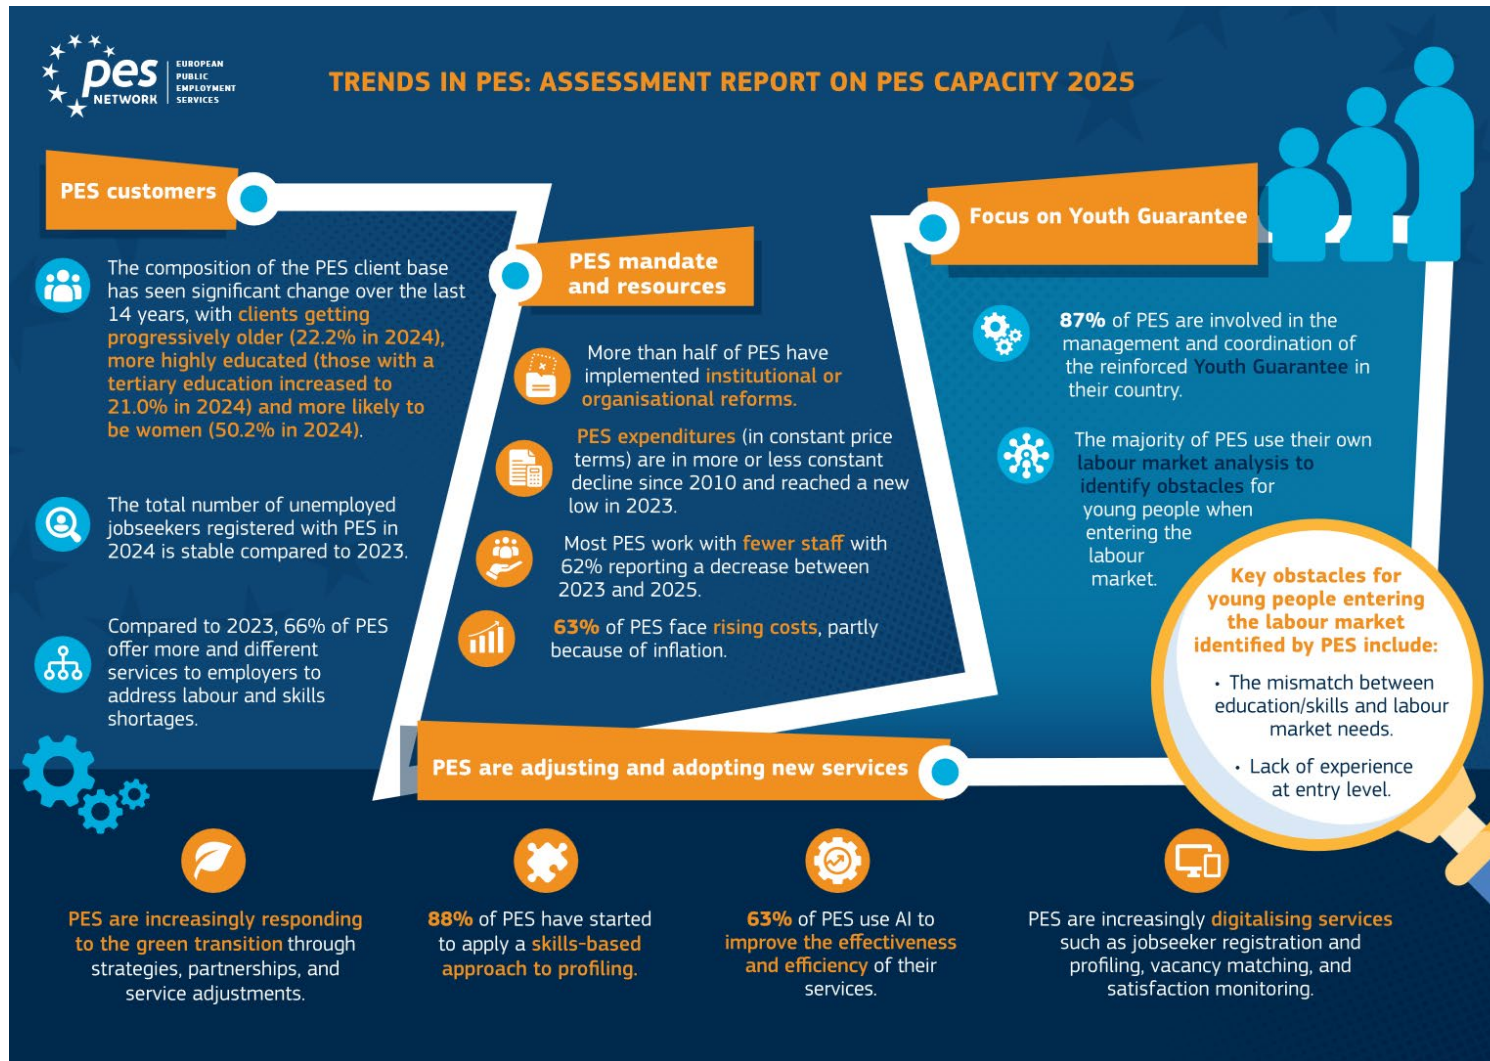 pes
NETWORK
EUROPEAN
PUBLIC
EMPLOYMENT
SERVICES
TRENDS IN PES: ASSESSMENT REPORT ON PES CAPACITY 2025
PES customers
The composition of the PES client base
has seen significant change over the last
14 years, with clients getting
progressively older (22.2% in 2024),
more highly educated (those with a
tertiary education increased to
21.0% in 2024) and more likely to
be women (50.2% in 2024).
The total number of unemployed
jobseekers registered with PES in
2024 is stable compared to 2023.
Compared to 2023, 66% of PES
offer more and different
services to employers to
address labour and skills
shortages.
PES mandate
and resources
More than half of PES have
implemented institutional or
organisational reforms.
PES expenditures (in constant price
terms) are in more or less constant
decline since 2010 and reached a new
low in 2023.
Most PES work with fewer staff with
62% reporting a decrease between
2023 and 2025.
63% of PES face rising costs, partly
because of inflation.
Focus on Youth Guarantee
87% of PES are involved in the
management and coordination of
the reinforced Youth Guarantee in
their country.
The majority of PES use their own
labour market analysis to
identify obstacles for
young people when
entering the
labour
market.
Key obstacles for
young people entering
the labour market
identified by PES include:
• The mismatch between
education/skills and labour
market needs.
• Lack of experience
at entry level.
PES are adjusting and adopting new services
PES are increasingly responding
to the green transition through
strategies, partnerships, and
service adjustments.
88% of PES have started
to apply a skills-based
approach to profiling.
63% of PES use AI to
improve the effectiveness
and efficiency of their
services.
PES are increasingly digitalising services
such as jobseeker registration and
profiling, vacancy matching, and
satisfaction monitoring.